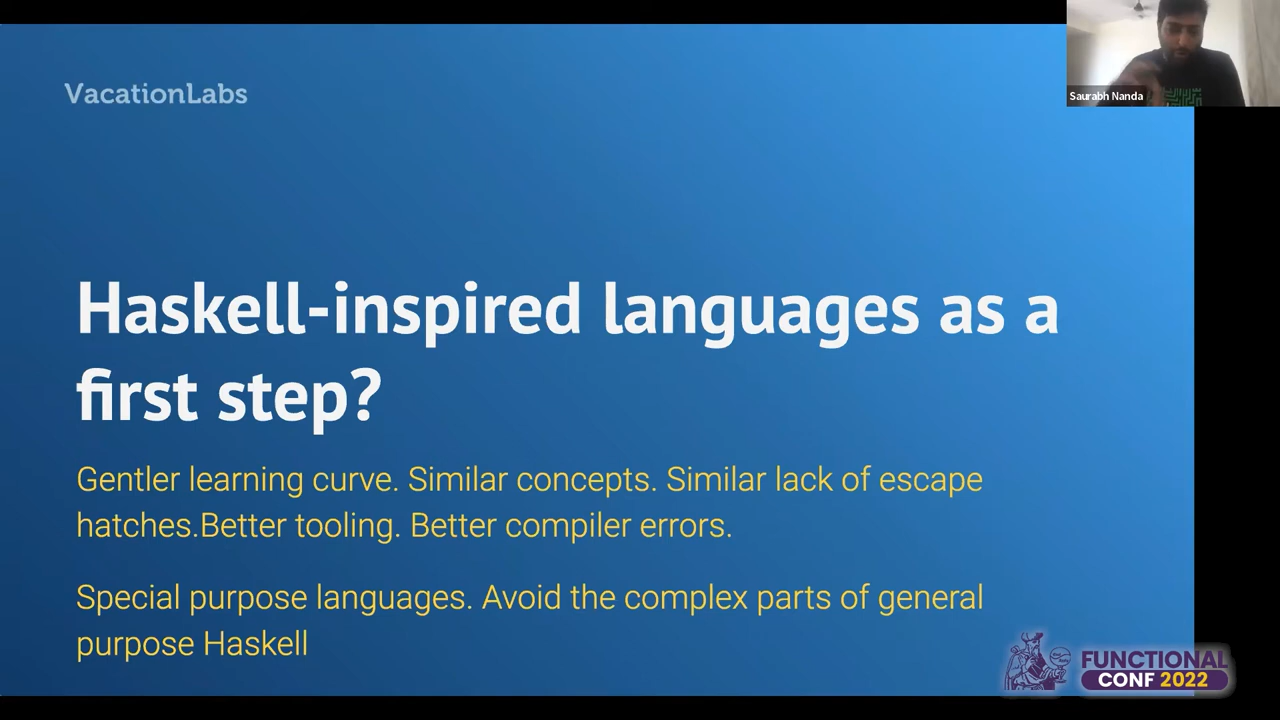 VacationLabs
Saurabh Nanda
Haskell-inspired languages as a
first step?
Gentler learning curve. Similar concepts. Similar lack of escape
hatches.Better tooling. Better compiler errors.
Special purpose languages. Avoid the complex parts of general
purpose Haskell
FUNCTIONAL
CONF 2022